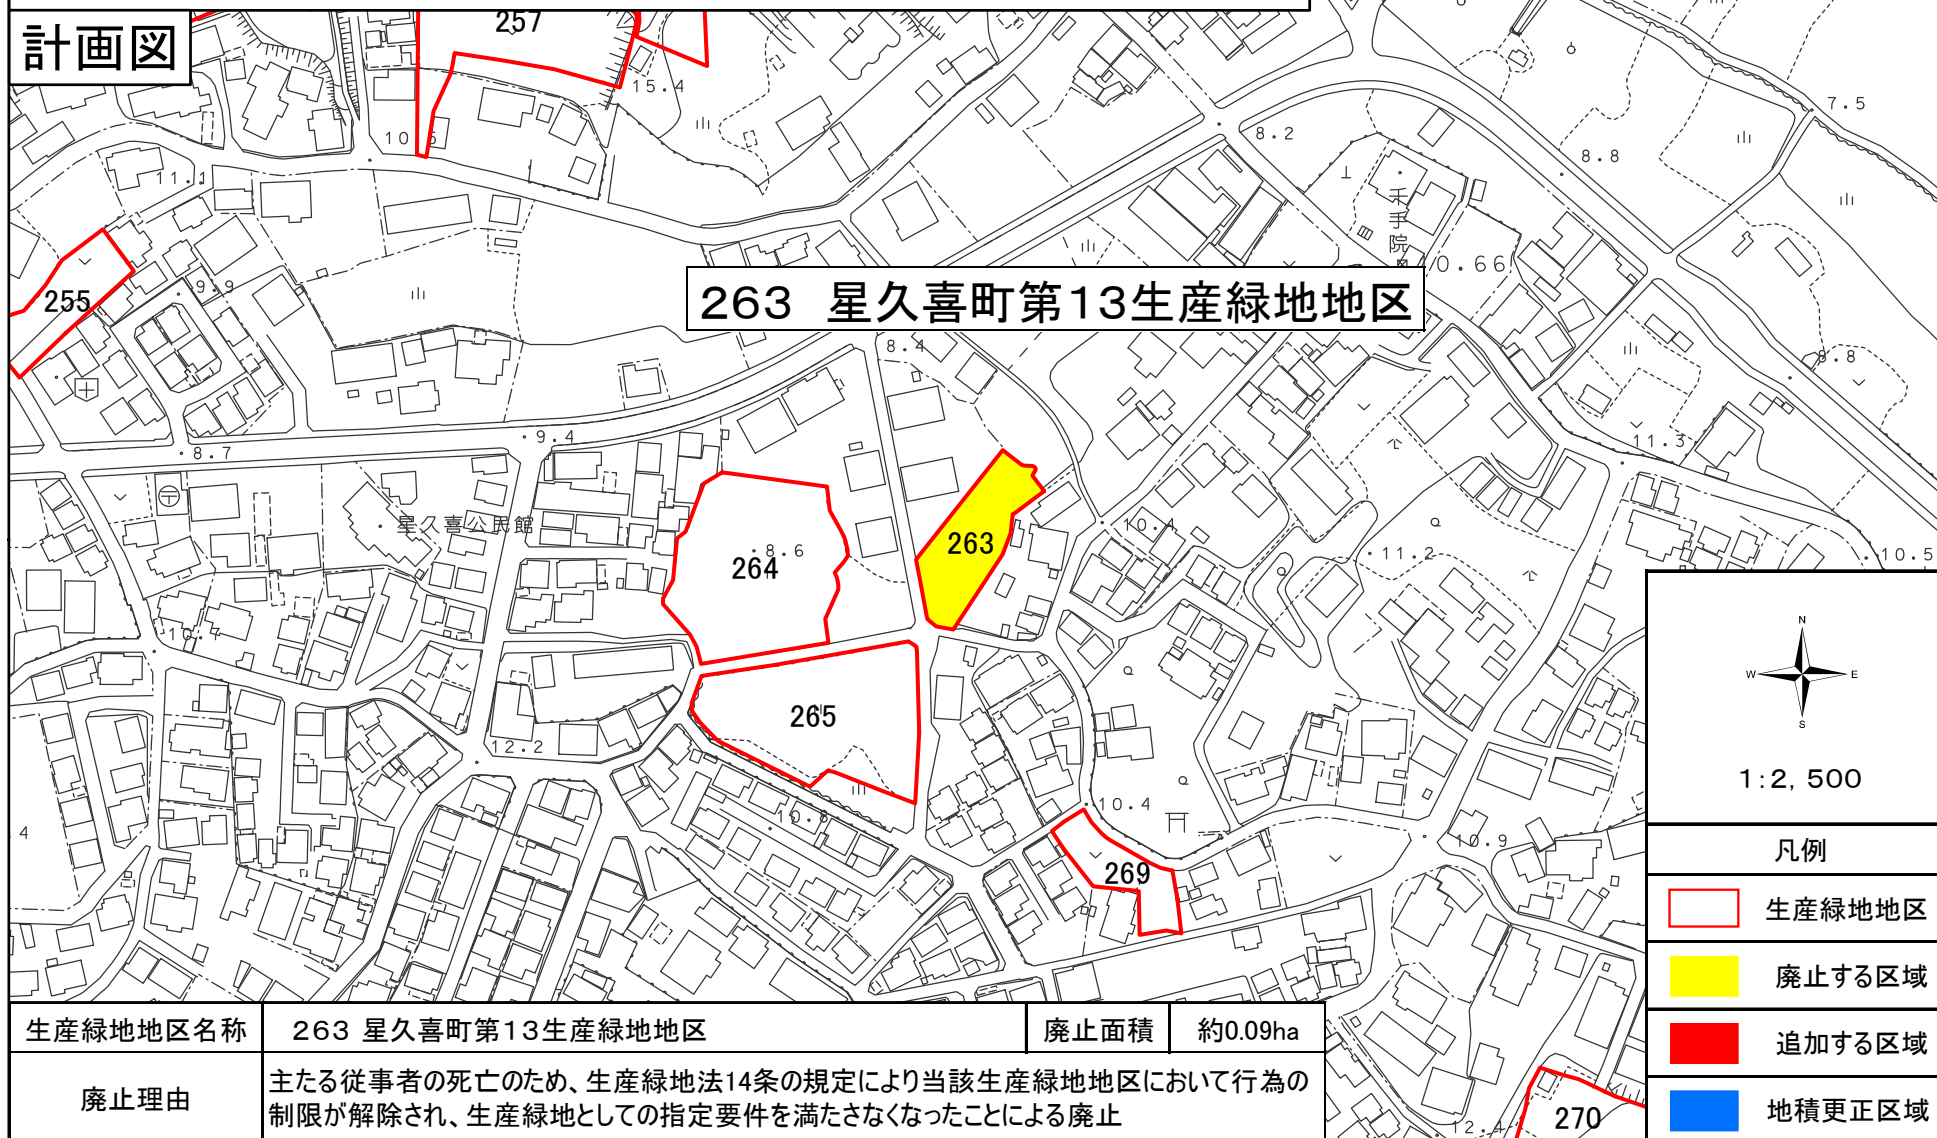 計画図
257
15.4
7.5
8.2
8.8
11.1
千手院
0.66
255
9.9
263 星久喜町第13生産緑地地区
8.4
8.8
9.4
8.7
11.3
星久喜公民館
8.6
263
10.4
11.2
10.5
264
N
W
E
S
265
12.2
1:2,500
10.4
10.8
4
10.9
凡例
269
生産緑地地区
廃止する区域
生産緑地地区名称
263 星久喜町第13生産緑地地区
廃止面積
約0.09ha
追加する区域
廃止理由
主たる従事者の死亡のため、生産緑地法14条の規定により当該生産緑地地区において行為の
制限が解除され、生産緑地としての指定要件を満たさなくなったことによる廃止
地積更正区域
270
12.4